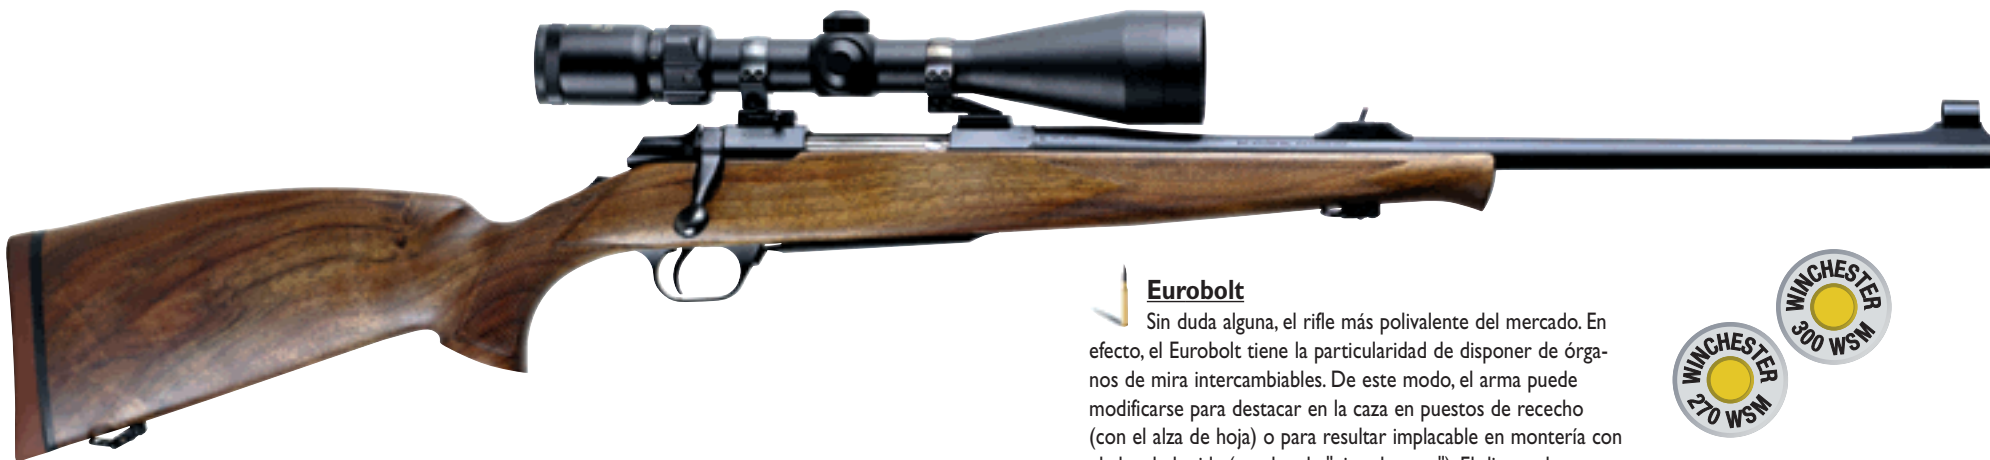 Eurobolt
Sin duda alguna, el rifle más polivalente del mercado. En
efecto, el Eurobolt tiene la particularidad de disponer de órga-
nos de mira intercambiables. De este modo, el arma puede
modificarse para destacar en la caza en puestos de rececho
(con el alza de hoja) o para resultar implacable en montería con
WINCHESTER
300 WSM
WINCHESTER
270 WSM